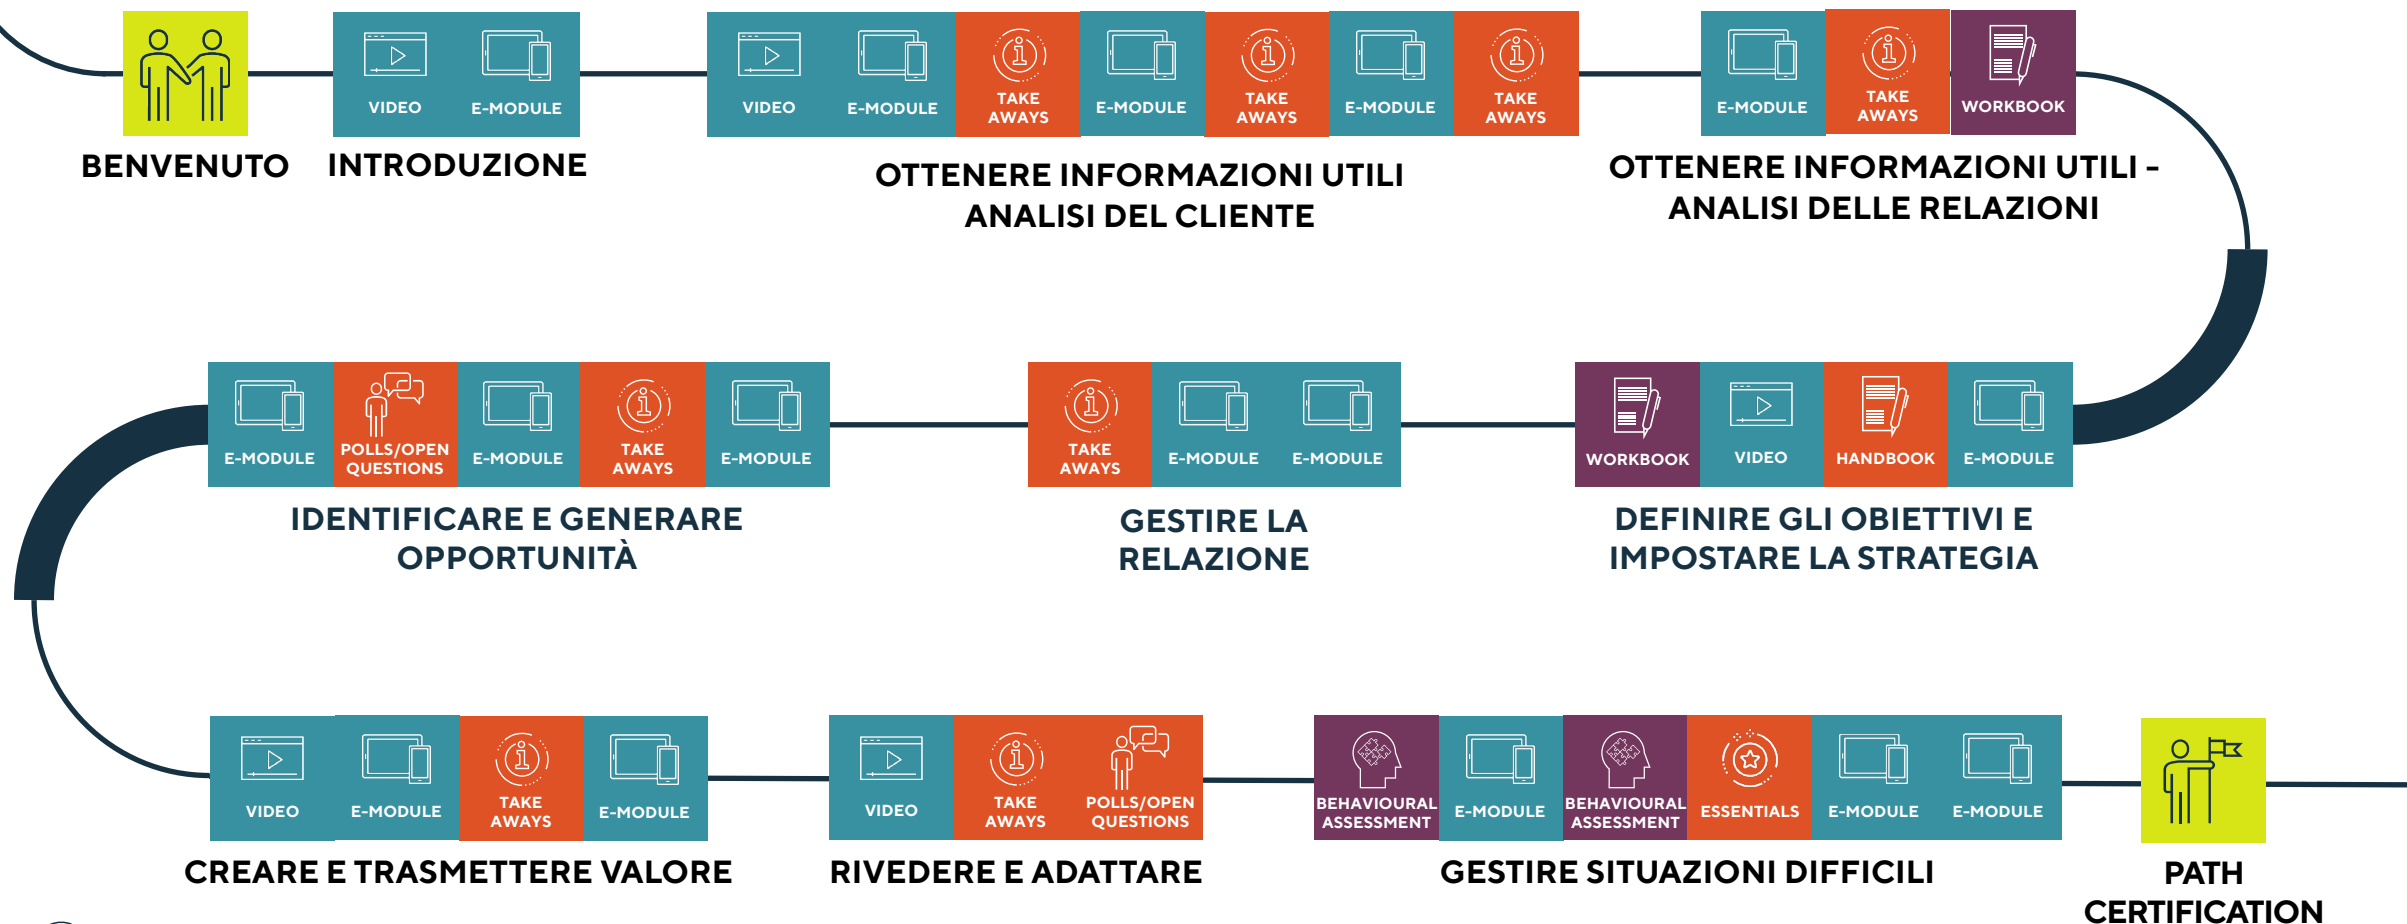 VIDEO
E-MODULE
VIDEO
E-MODULE
TAKE
AWAYS
E-MODULE
TAKE
AWAYS
E-MODULE
TAKE
AWAYS
E-MODULE
TAKE
AWAYS
WORKBOOK
BENVENUTO
INTRODUZIONE
OTTENERE INFORMAZIONI UTILI
ANALISI DEL CLIENTE
OTTENERE INFORMAZIONI UTILI -
ANALISI DELLE RELAZIONI
E-MODULE
POLLS/OPEN
QUESTIONS
E-MODULE
TAKE
AWAYS
E-MODULE
TAKE
AWAYS
E-MODULE
E-MODULE
WORKBOOK
VIDEO
HANDBOOK
E-MODULE
IDENTIFICARE E GENERARE
OPPORTUNITÀ
GESTIRE LA
RELAZIONE
DEFINIRE GLI OBIETTIVI E
IMPOSTARE LA STRATEGIA
VIDEO
E-MODULE
TAKE
AWAYS
E-MODULE
VIDEO
TAKE
AWAYS
POLLS/OPEN
QUESTIONS
BEHAVIOURAL
ASSESSMENT
E-MODULE
BEHAVIOURAL
ASSESSMENT
ESSENTIALS
E-MODULE
E-MODULE
CREARE E TRASMETTERE VALORE
RIVEDERE E ADATTARE
GESTIRE SITUAZIONI DIFFICILI
PATH
CERTIFICATION